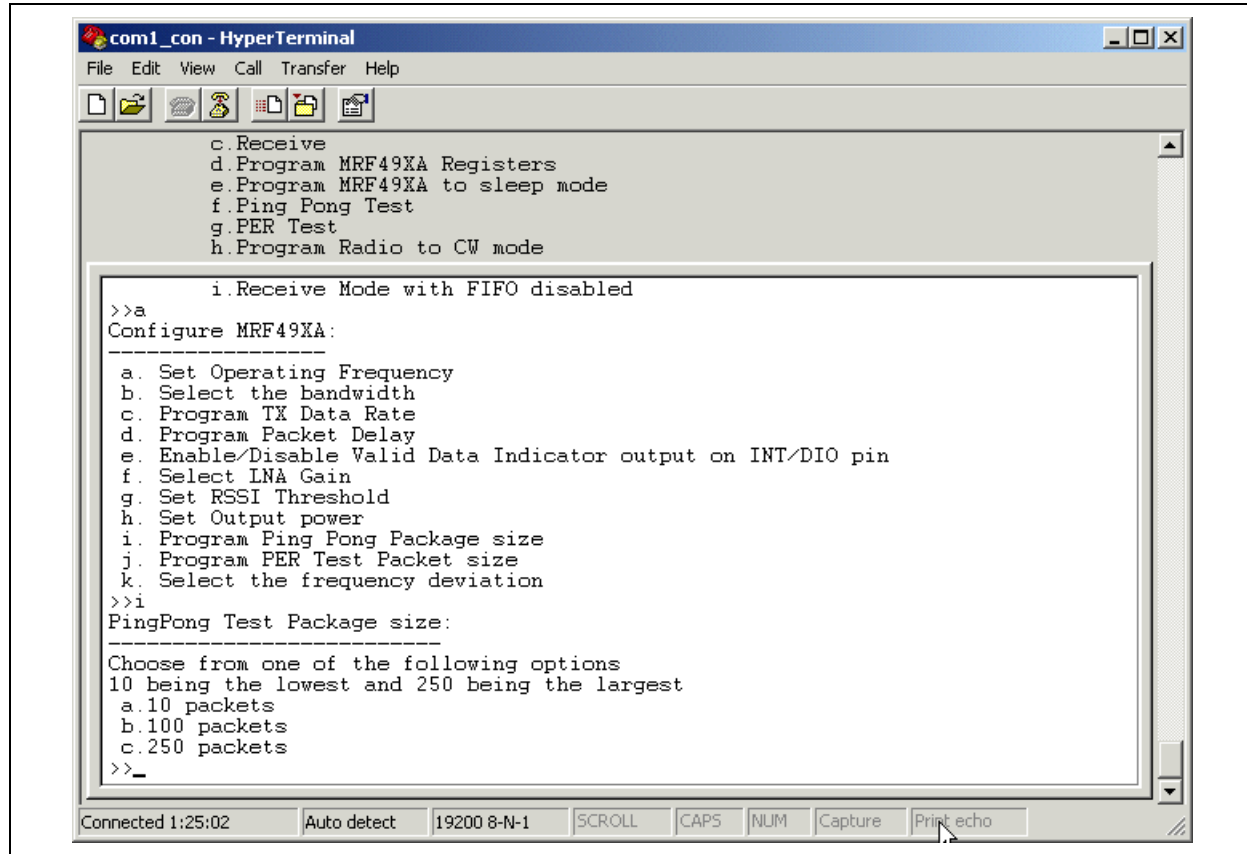 com1_con - HyperTerminal
File Edit View Call Transfer Help
c.Receive
d.Program MRF49XA Registers
e.Program MRF49XA to sleep mode
f.Ping Pong Test
g.PER Test
h.Program Radio to CW mode
i.Receive Mode with FIFO disabled
>>a
Configure MRF49XA:
-----------------
a. Set Operating Frequency
b. Select the bandwidth
c. Program TX Data Rate
d. Program Packet Delay
e. Enable/Disable Valid Data Indicator output on INT/DIO pin
f. Select LNA Gain
g. Set RSSI Threshold
h. Set Output power
i. Program Ping Pong Package size
j. Program PER Test Packet size
k. Select the frequency deviation
>>i
PingPong Test Package size:
--------------------------
Choose from one of the following options
10 being the lowest and 250 being the largest
a.10 packets
b.100 packets
c.250 packets
>>_
Connected 1:25:02 Auto detect 19200 8-N-1 SCROLL CAPS NUM Capture Print echo